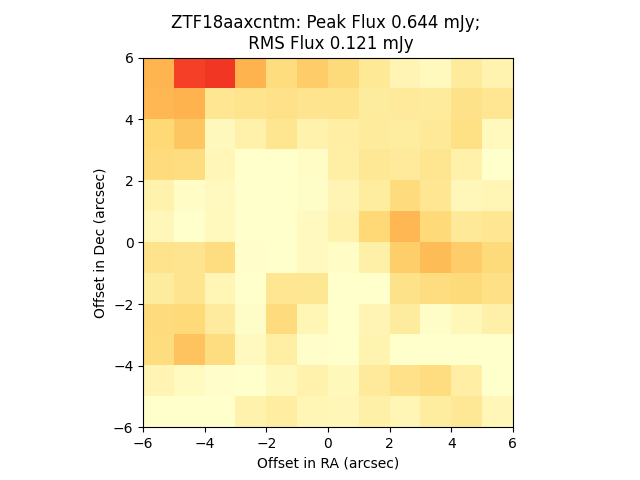 ZTF18aaxcntm: Peak Flux 0.644 mJy;
RMS Flux 0.121 mJy
6
4
2
0
−2
−4
−6
Offset in Dec (arcsec)
−6 −4 −2 0 2 4 6
Offset in RA (arcsec)